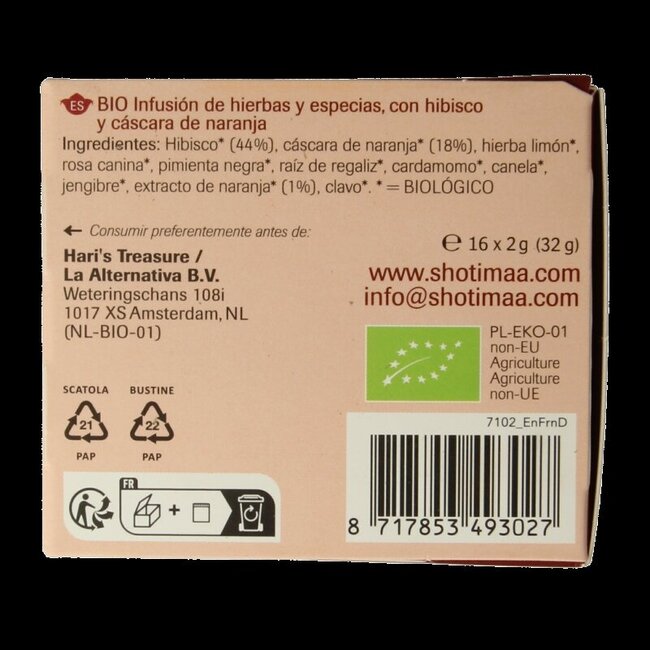 ES BIO Infusión de hierbas y especias, con hibisco
y cáscara de naranja
Ingredientes: Hibisco* (44%), cáscara de naranja* (18%), hierba limón*,
rosa canina*, pimienta negra*, raíz de regaliz*, cardamomo*, canela*,
jengibre*, extracto de naranja* (1%), clavo*. * = BIOLÓGICO
← Consumir preferentemente antes de:
Hari's Treasure /
La Alternativa B.V.
Weteringschans 108i
1017 XS Amsterdam, NL
(NL-BIO-01)
℮ 16 x 2 g (32 g)
www.shotimaa.com
info@shotimaa.com
PL-EKO-01
non-EU
Agriculture
Agriculture
non-UE
SCATOLA BUSTINE
21 22
PAP PAP
FR
+
7102_EnFrnD
8 717853 493027